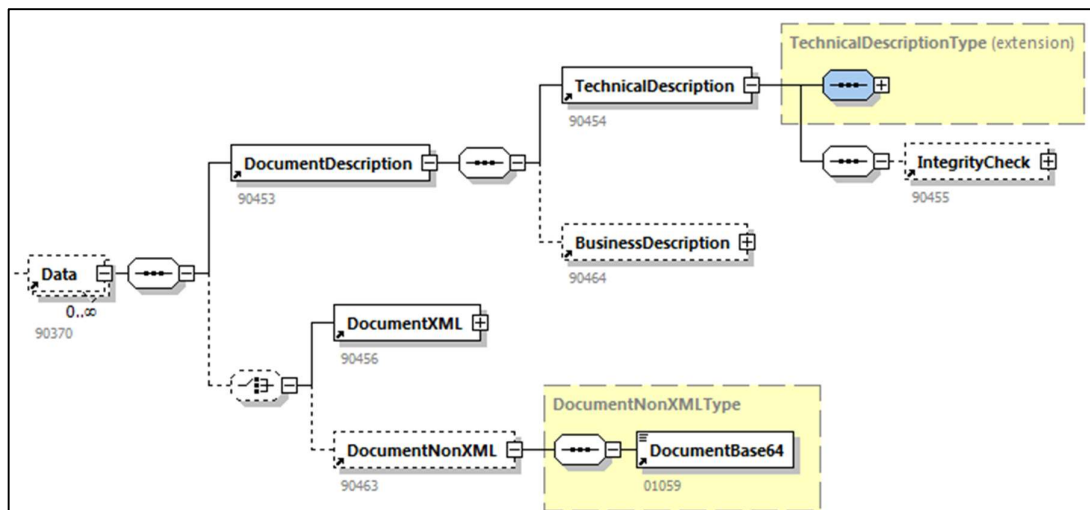 TechnicalDescriptionType (extension)
TechnicalDescription
90454
DocumentDescription
90453
IntegrityCheck
90455
BusinessDescription
90464
Data
0..∞
90370
DocumentXML
90456
DocumentNonXMLType
DocumentNonXML
90463
DocumentBase64
01059